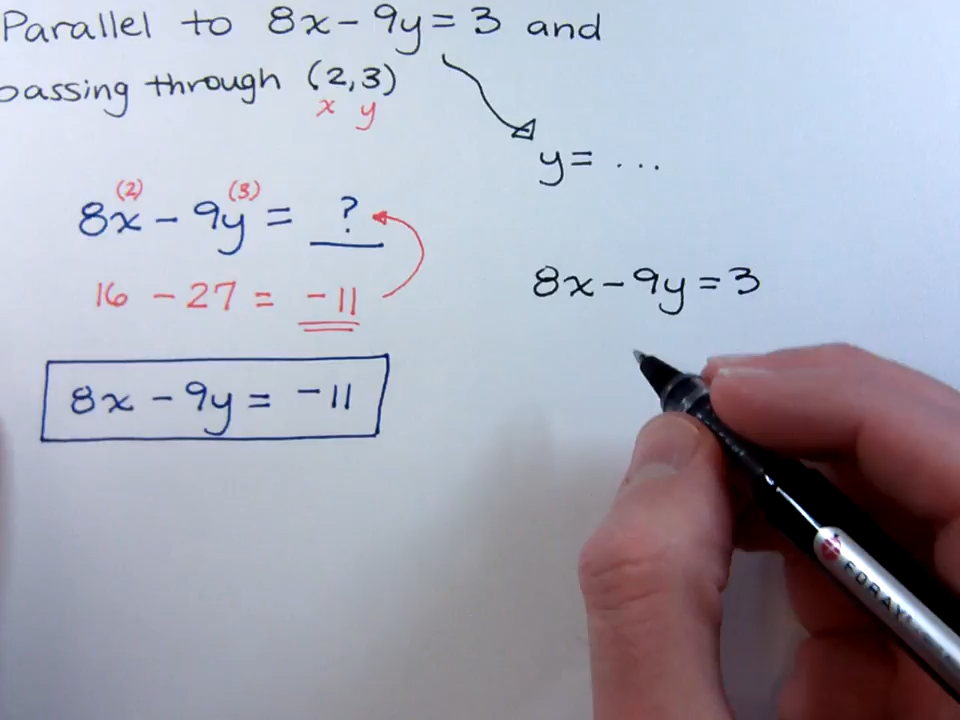 Parallel to 8x - 9y = 3 and
passing through (2,3)
x y
y = ...
(2) (3)
8x - 9y = ?
8x - 9y = 3
16 - 27 = -11
8x - 9y = -11
FORAY